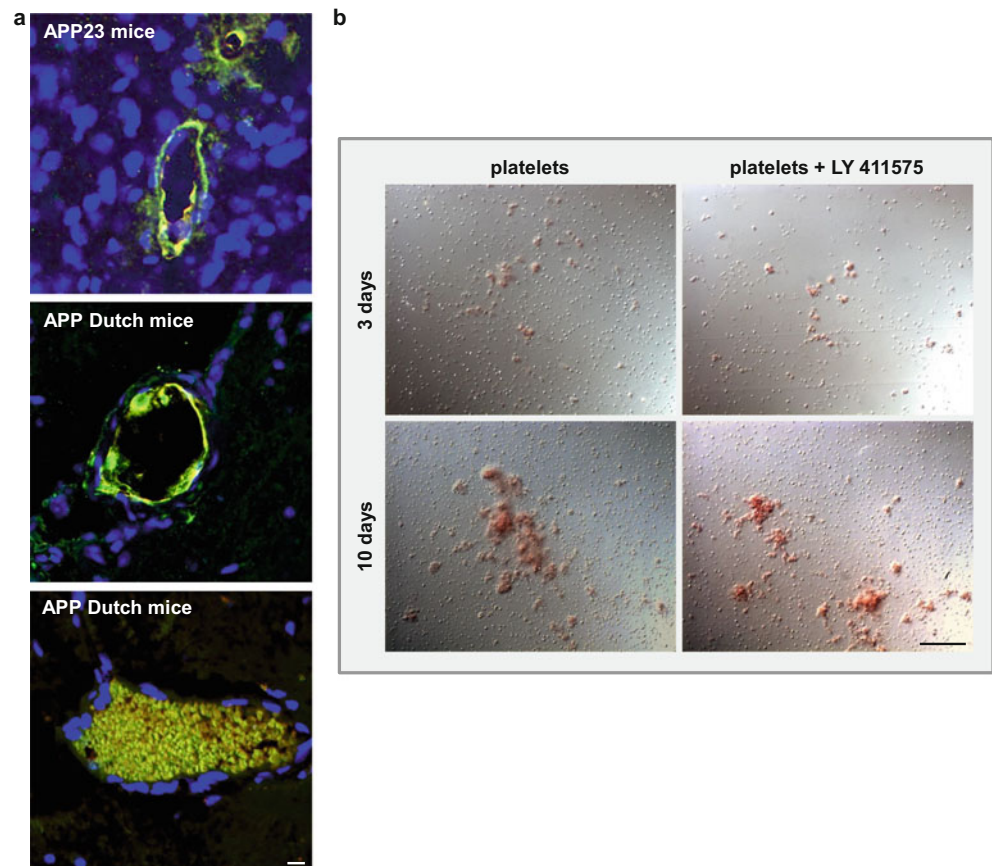 a
APP23 mice
APP Dutch mice
APP Dutch mice
b
platelets
platelets + LY 411575
3 days
10 days